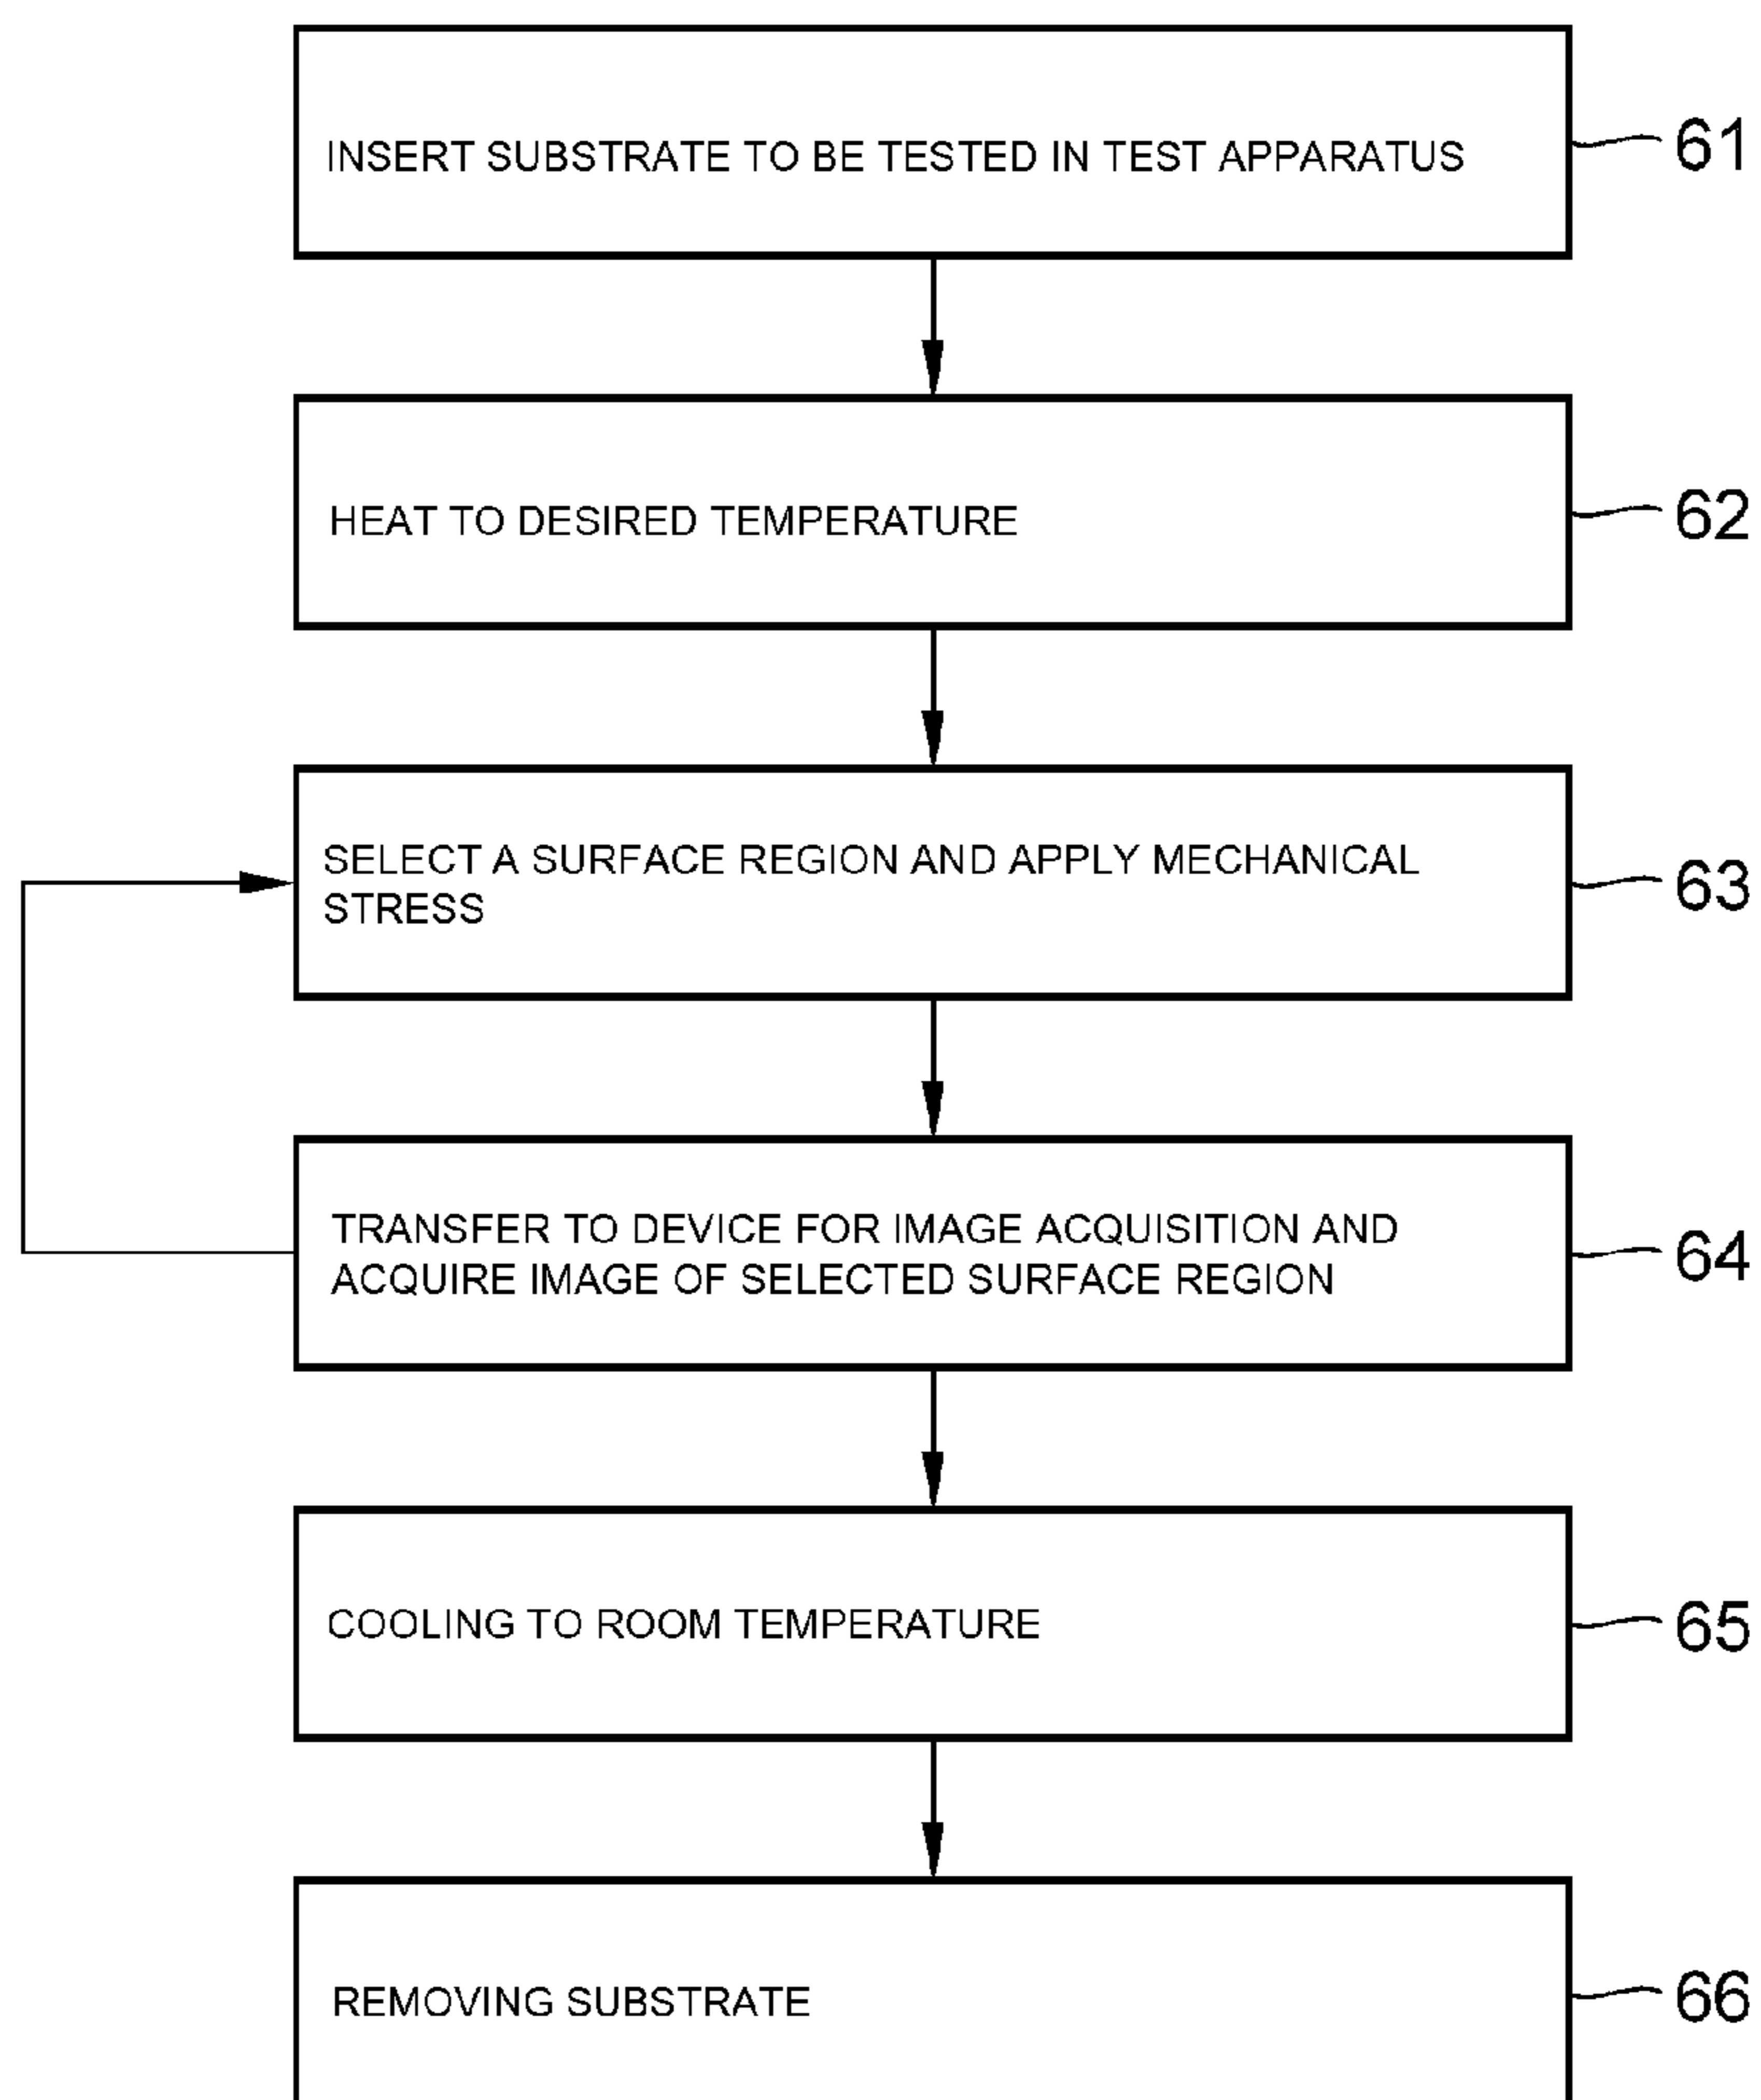 INSERT SUBSTRATE TO BE TESTED IN TEST APPARATUS
61
HEAT TO DESIRED TEMPERATURE
62
SELECT A SURFACE REGION AND APPLY MECHANICAL
STRESS
63
TRANSFER TO DEVICE FOR IMAGE ACQUISITION AND
ACQUIRE IMAGE OF SELECTED SURFACE REGION
64
COOLING TO ROOM TEMPERATURE
65
REMOVING SUBSTRATE
66